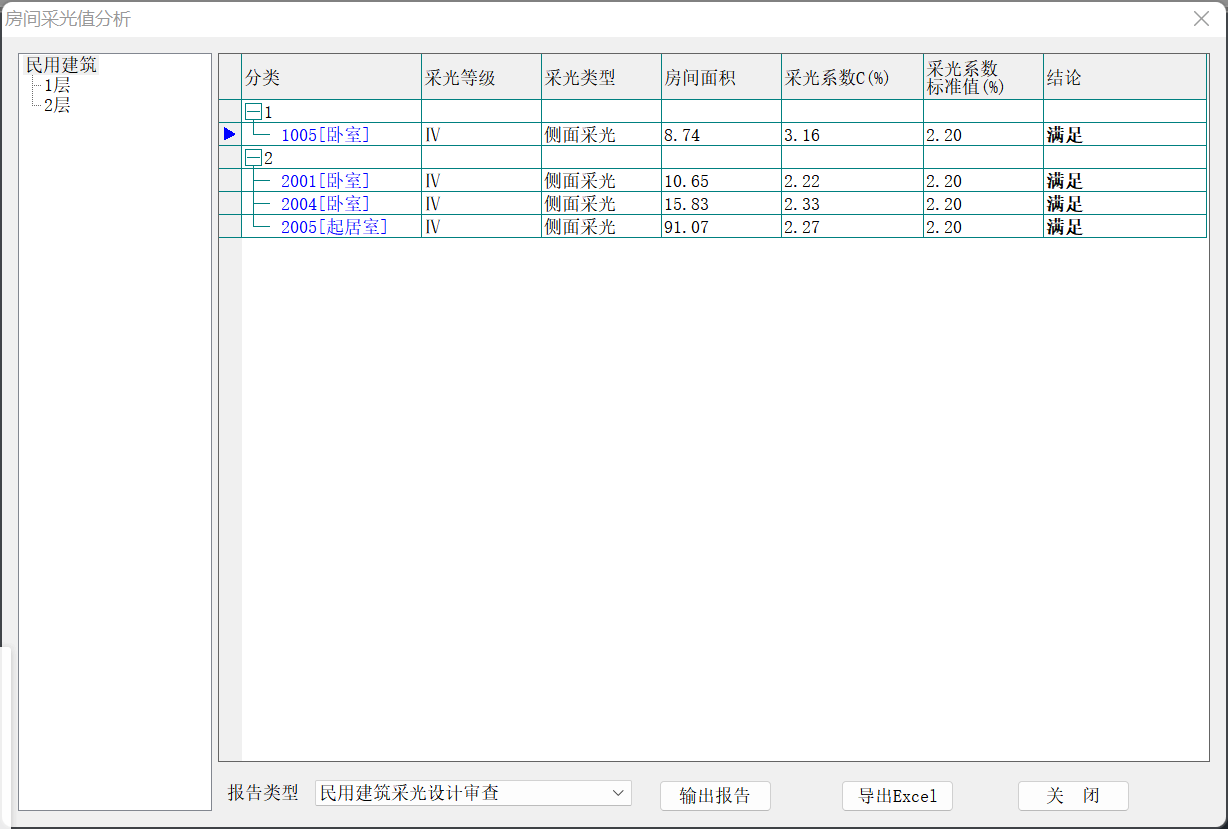 房间采光值分析
民用建筑
1层
2层
分类 采光等级 采光类型 房间面积 采光系数C(%) 采光系数标准值(%) 结论
1
1005[卧室] Ⅳ 侧面采光 8.74 3.16 2.20 满足
2
2001[卧室] Ⅳ 侧面采光 10.65 2.22 2.20 满足
2004[卧室] Ⅳ 侧面采光 15.83 2.33 2.20 满足
2005[起居室] Ⅳ 侧面采光 91.07 2.27 2.20 满足
报告类型 民用建筑采光设计审查 输出报告 导出Excel 关 闭